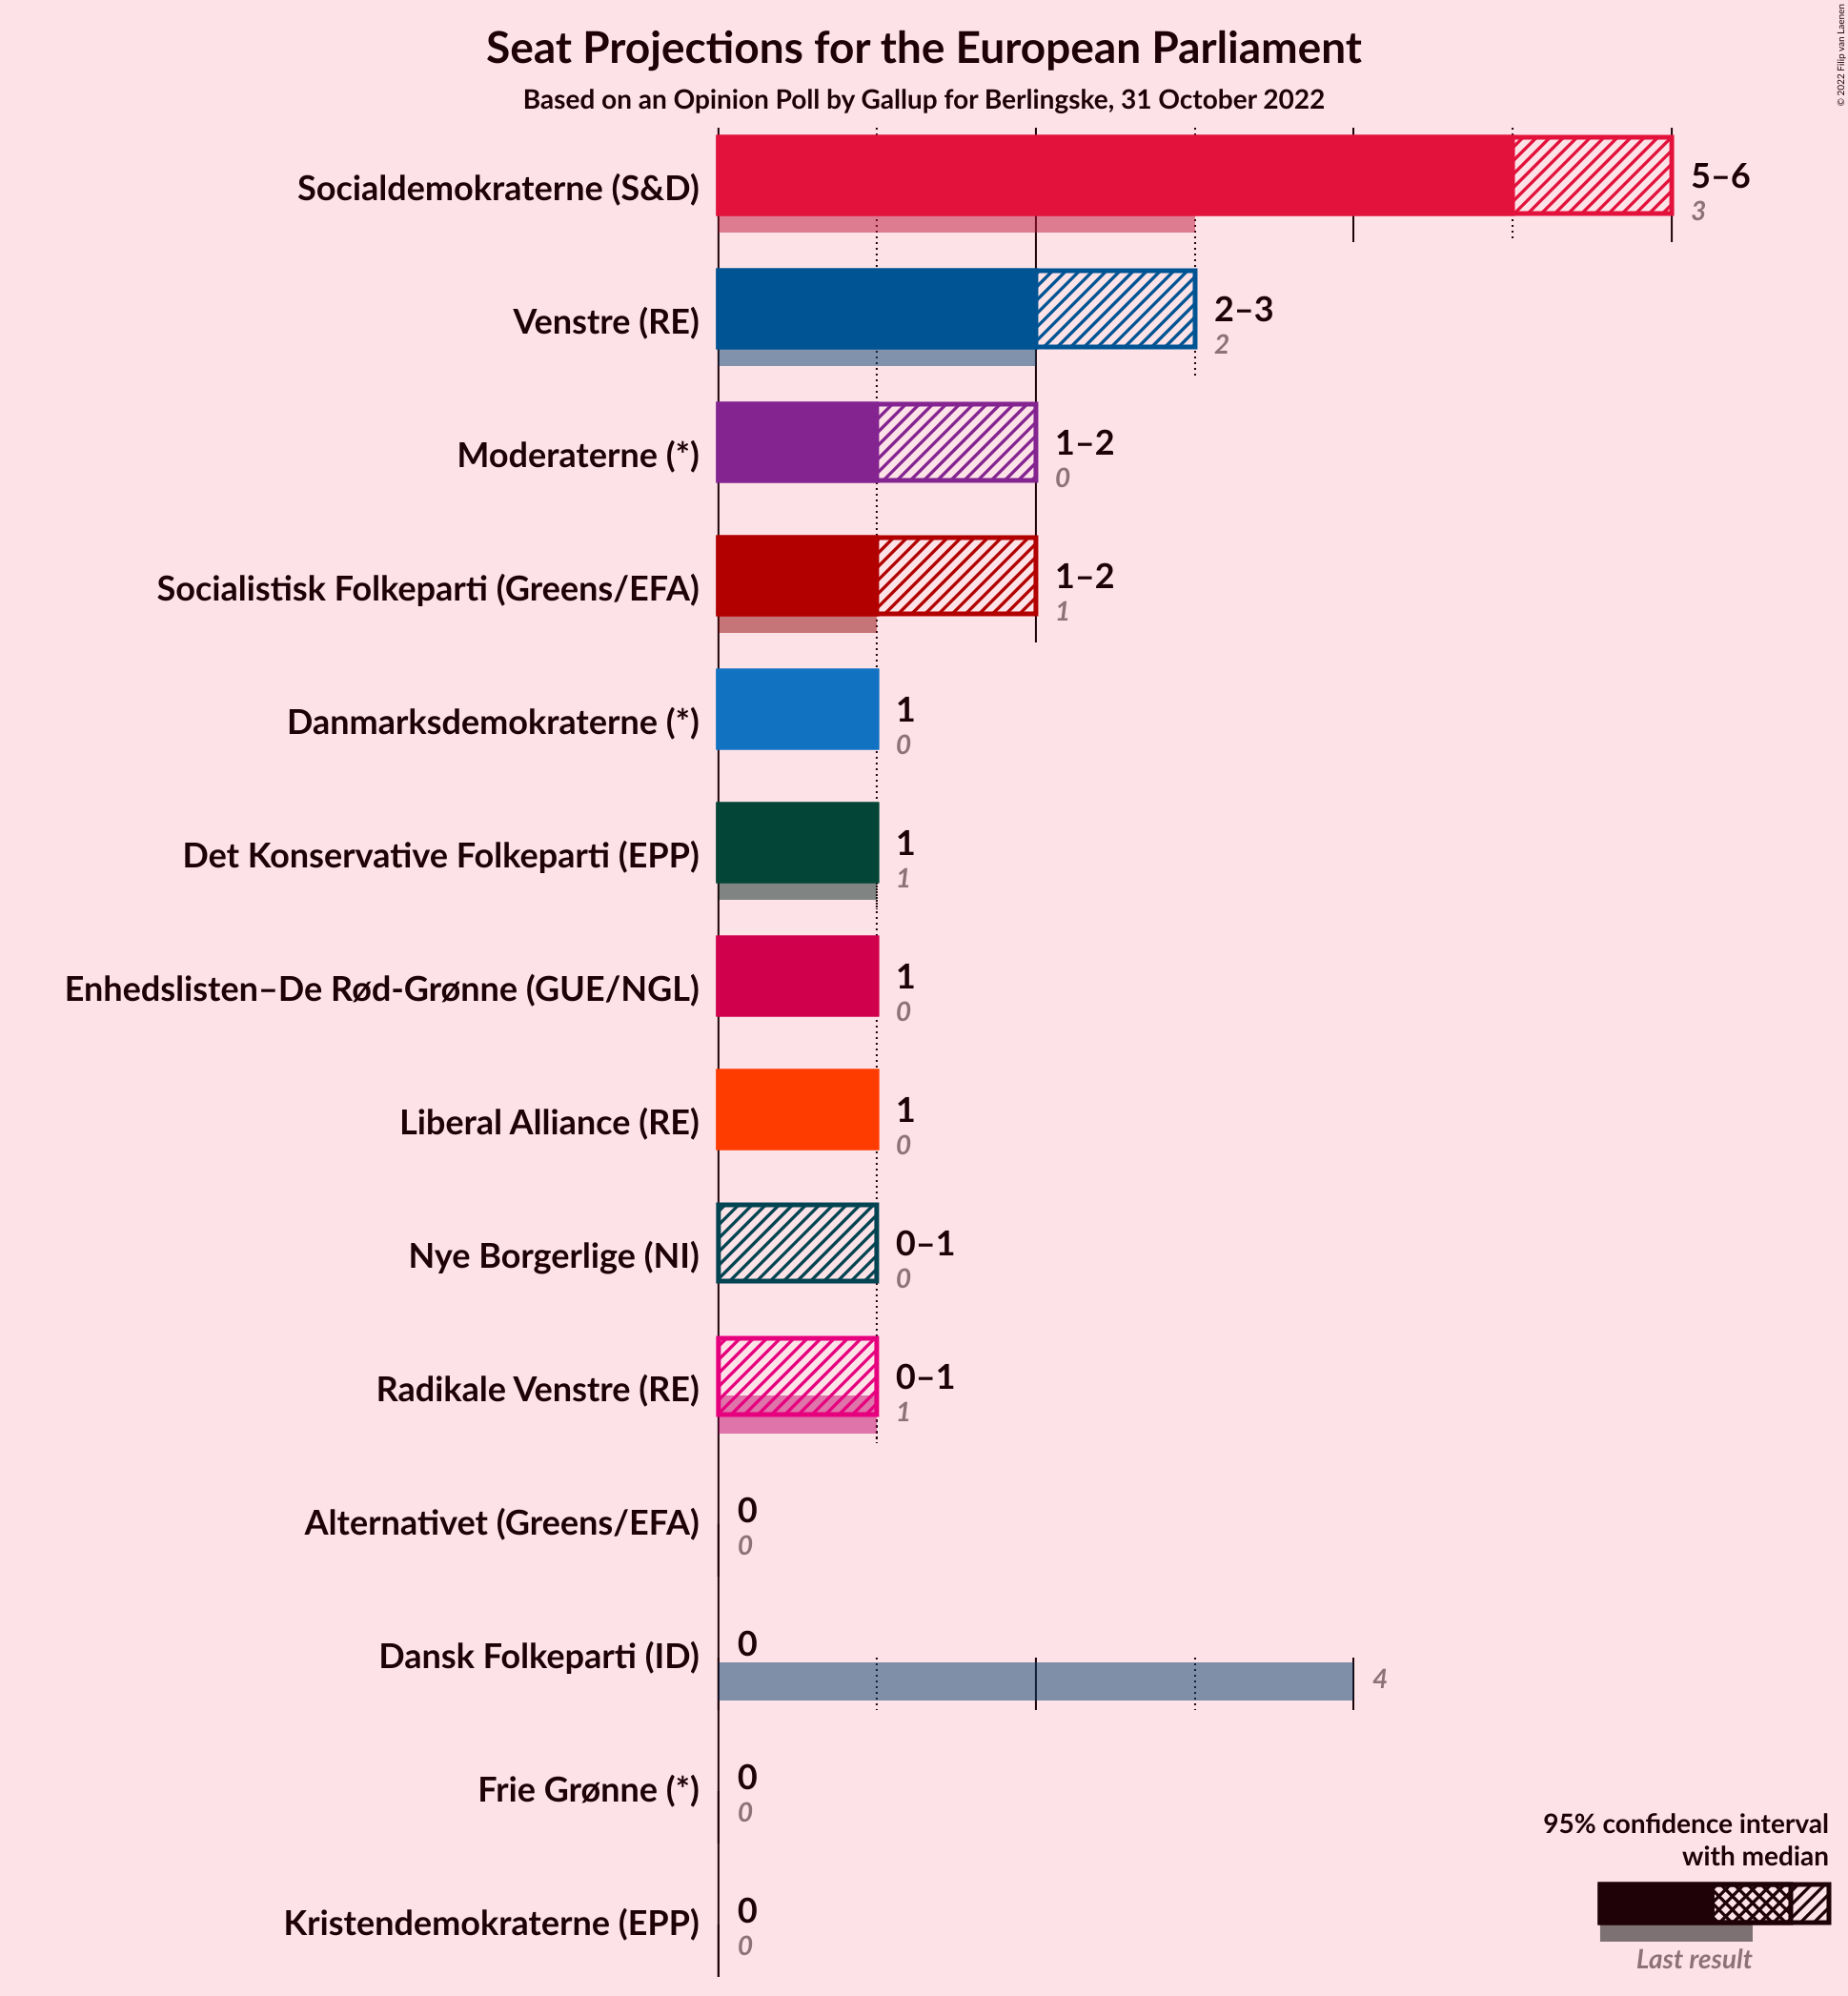 Seat Projections for the European Parliament
Based on an Opinion Poll by Gallup for Berlingske, 31 October 2022
© 2022 Filip van Laenen
Socialdemokraterne (S&D)
5–6
3
Venstre (RE)
2–3
2
Moderaterne (*)
1–2
0
Socialistisk Folkeparti (Greens/EFA)
1–2
1
Danmarksdemokraterne (*)
1
0
Det Konservative Folkeparti (EPP)
1
1
Enhedslisten–De Rød-Grønne (GUE/NGL)
1
0
Liberal Alliance (RE)
1
0
Nye Borgerlige (NI)
0–1
0
Radikale Venstre (RE)
0–1
1
Alternativet (Greens/EFA)
0
0
Dansk Folkeparti (ID)
0
4
Frie Grønne (*)
0
0
Kristendemokraterne (EPP)
0
0
95% confidence interval
with median
Last result